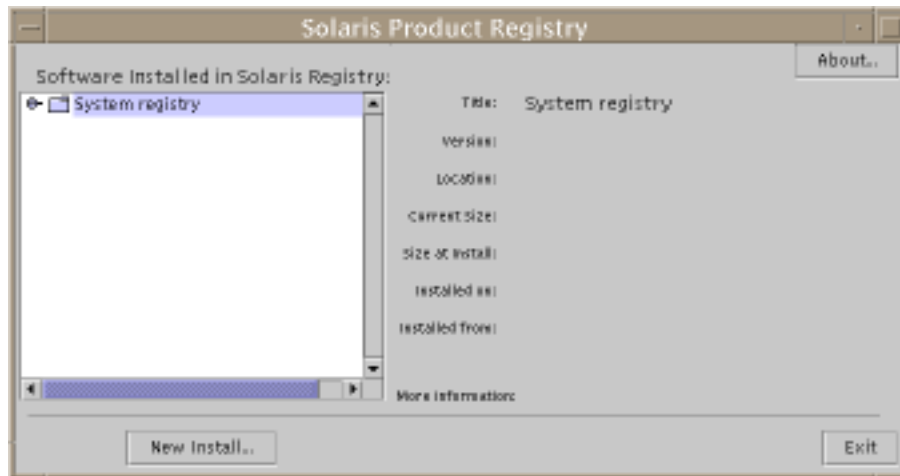 Solaris Product Registry
About...
Software Installed in Solaris Registry:
System registry
Title: System registry
Version:
Location:
Current Size:
Size at Install:
Installed on:
Installed from:
More information:
New Install...
Exit